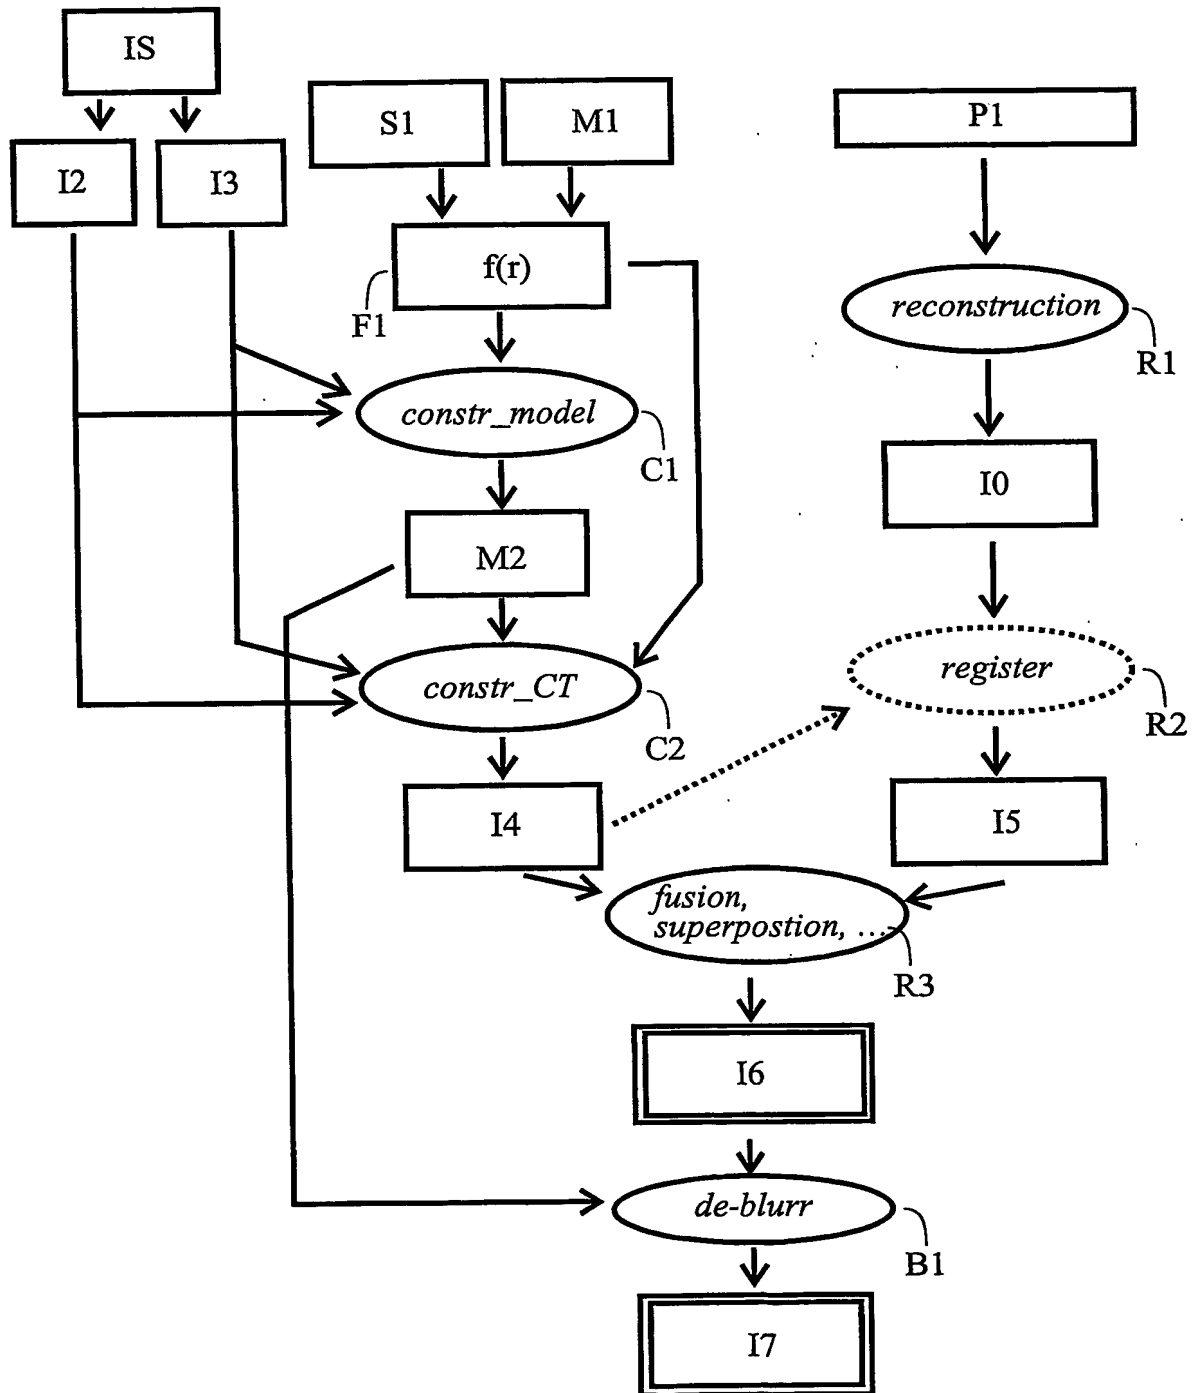 IS
S1
M1
P1
I2
I3
f(r)
F1
reconstruction
R1
constr_model
C1
I0
M2
register
R2
constr_CT
C2
I4
I5
fusion,
superpostion, ...
R3
I6
de-blurr
B1
I7